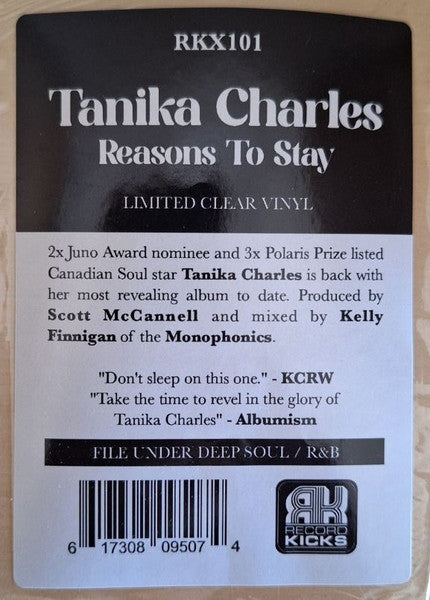 RKX101
Tanika Charles
Reasons To Stay
LIMITED CLEAR VINYL
2x Juno Award nominee and 3x Polaris Prize listed
Canadian Soul star Tanika Charles is back with
her most revealing album to date. Produced by
Scott McCannell and mixed by Kelly
Finnigan of the Monophonics.
"Don't sleep on this one." - KCRW
"Take the time to revel in the glory of
Tanika Charles" - Albumism
FILE UNDER DEEP SOUL / R&B
6 17308 09507 4
RK
RECORD
KICKS